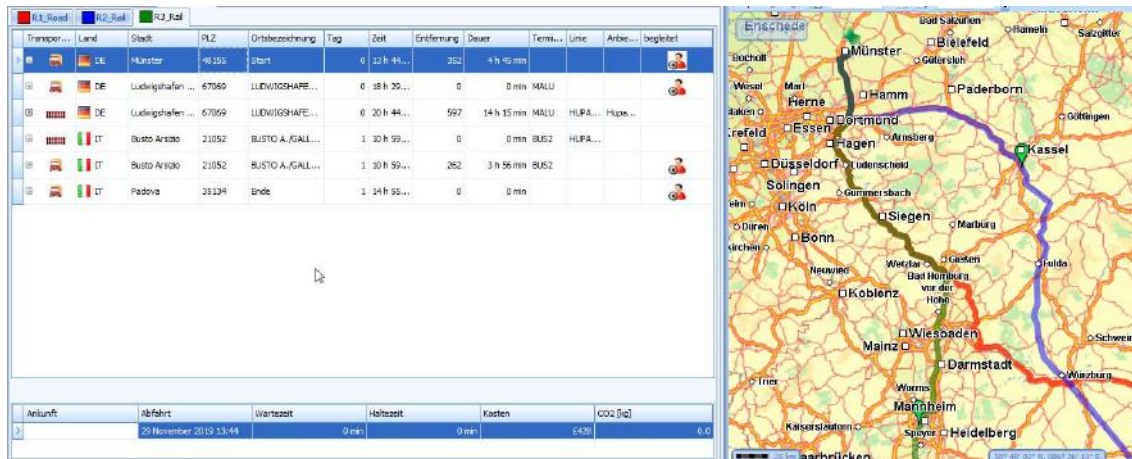 R1_Road R2_Rail R3_Rail
Transpor... Land Stadt PLZ Ortsbezeichnung Tag Zeit Entfernung Dauer Termi... Linie Anbie... begleitet
DE Münster 48155 Start 0 13 h 44... 352 4 h 45 min
DE Ludwigshafen ... 67069 LUDWIGSHAFE... 0 18 h 29... 0 0 min MALU
DE Ludwigshafen ... 67069 LUDWIGSHAFE... 0 20 h 44... 597 14 h 15 min MALU HUPA... Hupa...
IT Busto Arsizio 21052 BUSTO A./GALL... 1 10 h 59... 0 0 min BUS2 HUPA...
IT Busto Arsizio 21052 BUSTO A./GALL... 1 10 h 59... 262 3 h 56 min BUS2
IT Padova 35134 Ende 1 14 h 55... 0 0 min
Ankunft Abfahrt Wartezeit Haltezeit Kosten CO2 [kg]
29 November 2019 13:44 0 min 0 min €428 0.0
Enschede
Bad Salzuflen
Hameln
Salzgitter
Münster
Bielefeld
Bocholt
Gütersloh
Wesel
Marl
Hamm
Paderborn
Herne
Dortmund
Göttingen
Essen
Arnsberg
Hagen
Kassel
Düsseldorf
Lüdenscheid
Solingen
Gummersbach
Köln
Siegen
Düren
Marburg
Bonn
Wetzlar
Gießen
Fulda
Neuwied
Bad Homburg
vor der
Höhe
Koblenz
Wiesbaden
Mainz
Schwein
Darmstadt
Trier
Würzburg
Worms
Mannheim
Kaiserslautern
Speyer
Heidelberg
25 km
aarbrücken